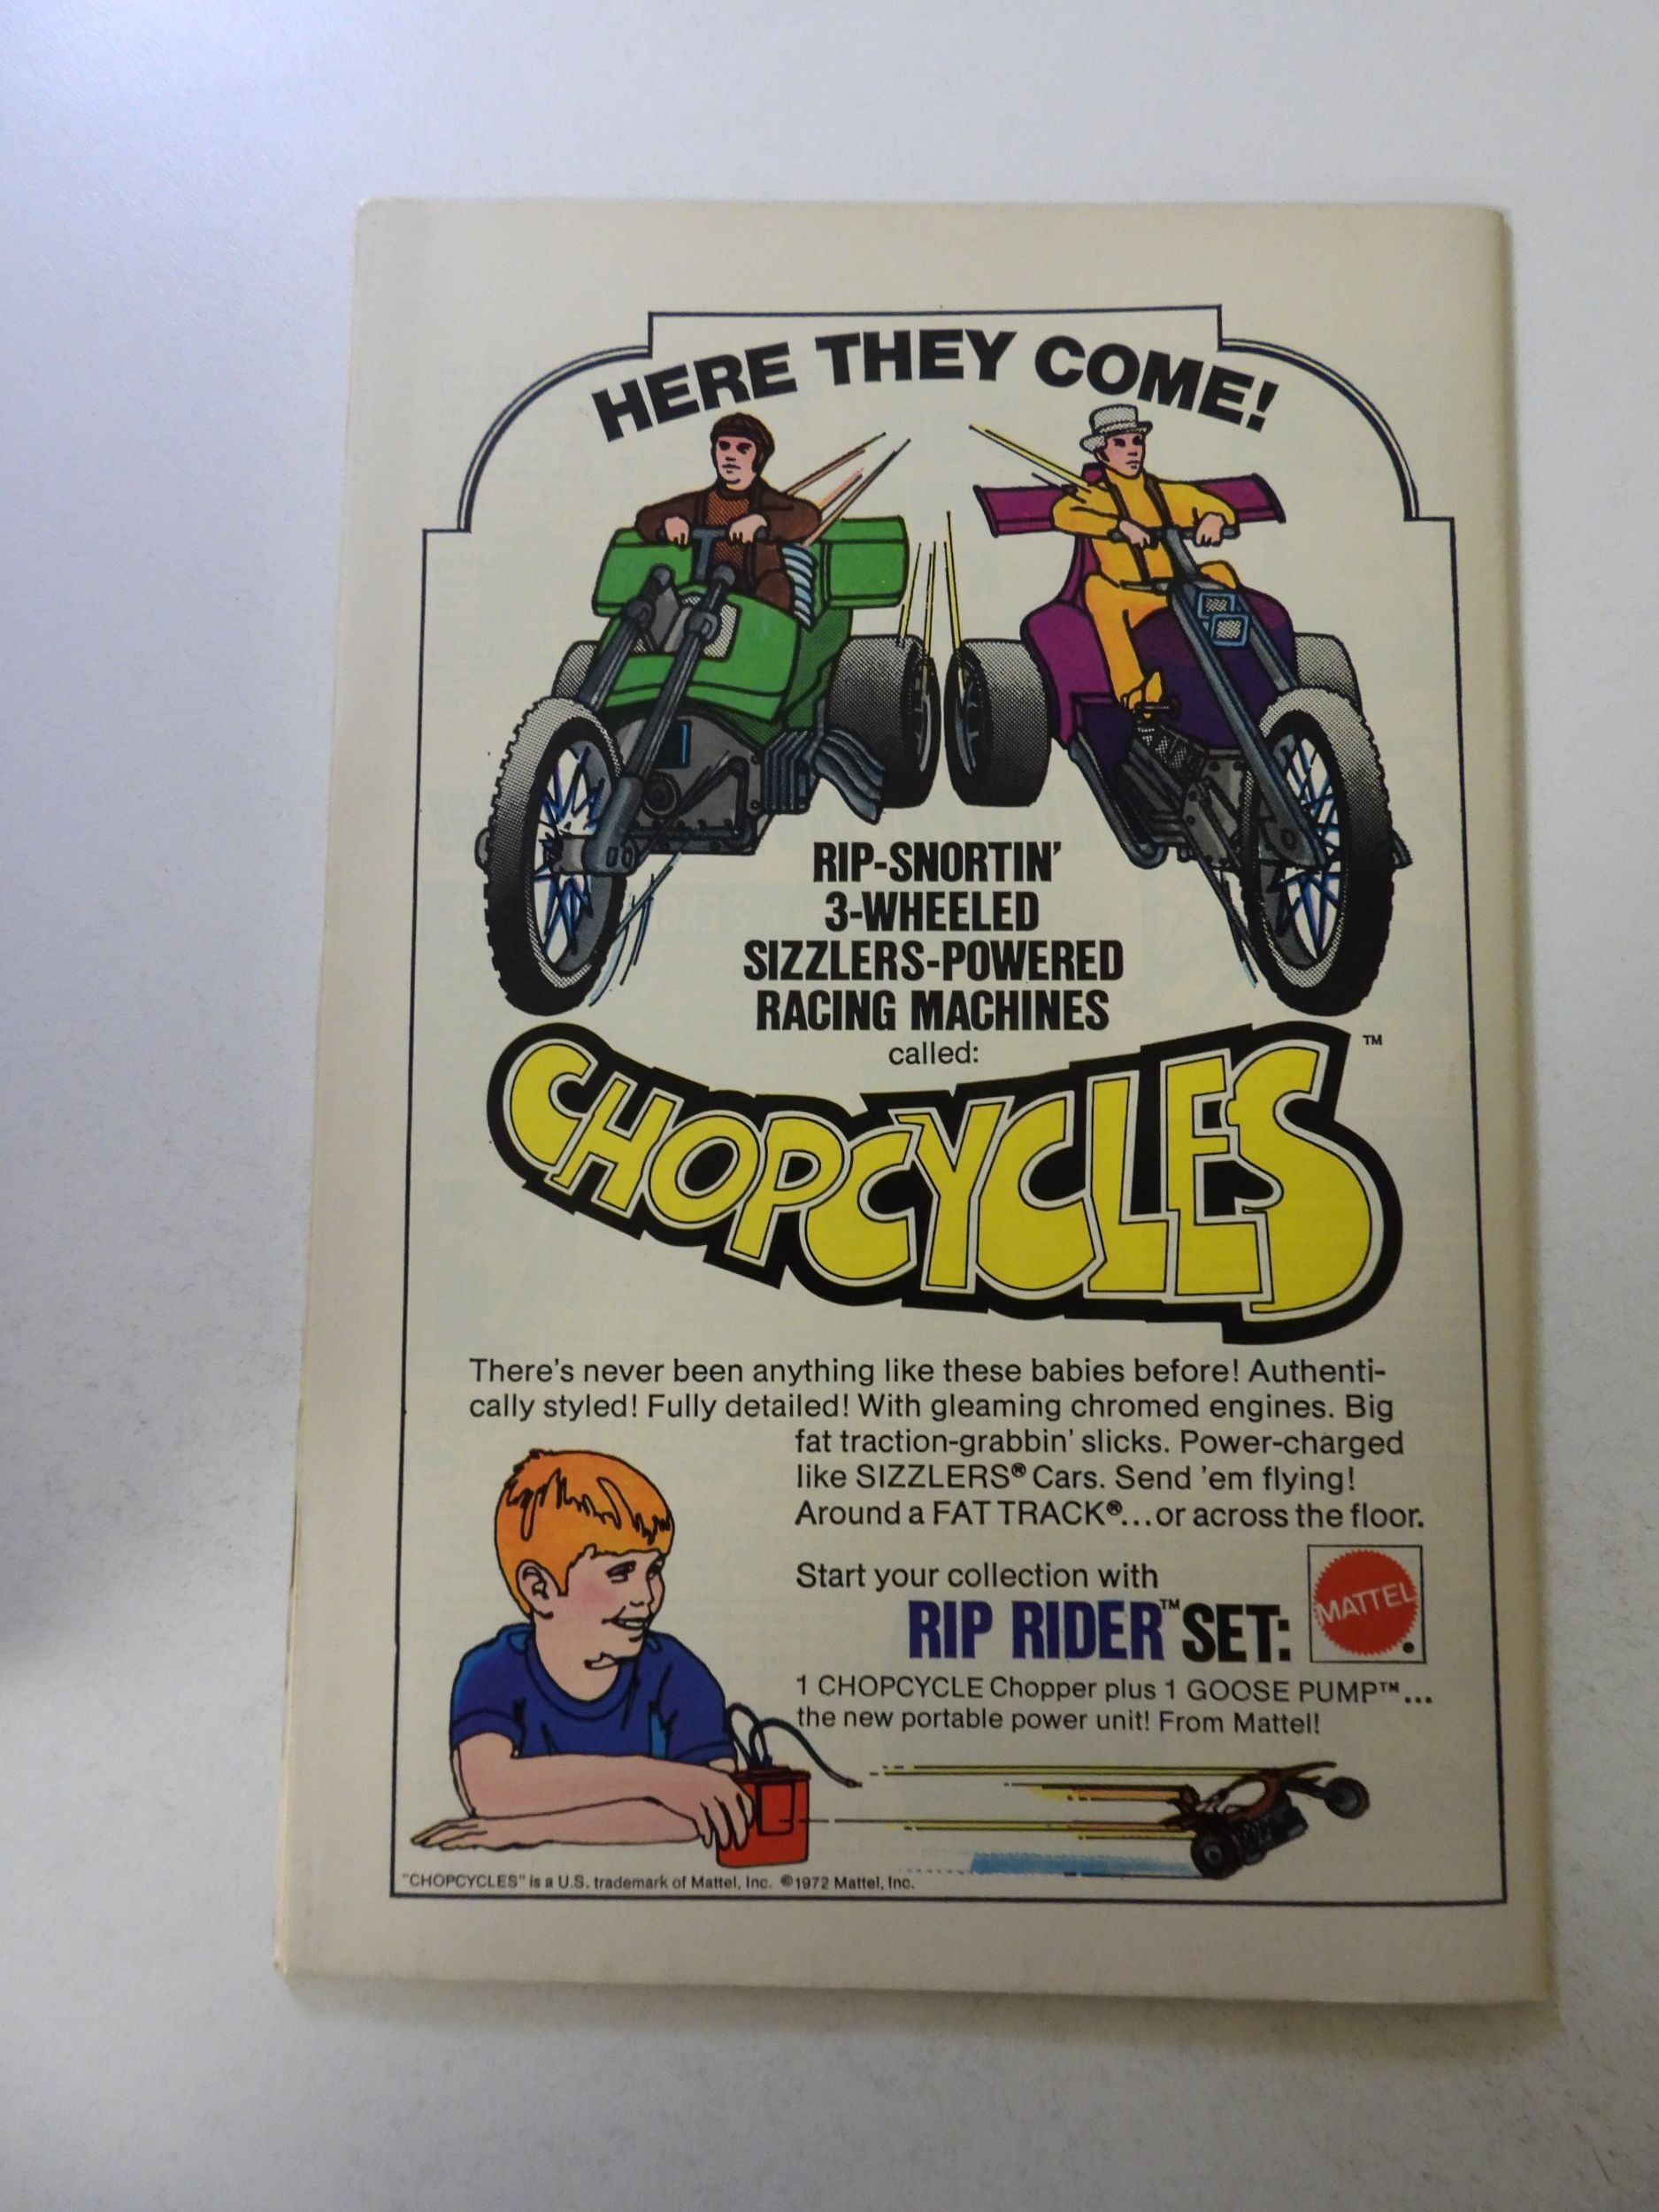 HERE THEY COME!
RIP-SNORTIN'
3-WHEELED
SIZZLERS-POWERED
RACING MACHINES
called:
CHOPCYCLES™
There's never been anything like these babies before! Authenti-
cally styled! Fully detailed! With gleaming chromed engines. Big
fat traction-grabbin' slicks. Power-charged
like SIZZLERS® Cars. Send 'em flying!
Around a FAT TRACK®...or across the floor.
Start your collection with
RIP RIDER™ SET:
MATTEL
1 CHOPCYCLE Chopper plus 1 GOOSE PUMP™...
the new portable power unit! From Mattel!
"CHOPCYCLES" is a U.S. trademark of Mattel, Inc. ©1972 Mattel, Inc.